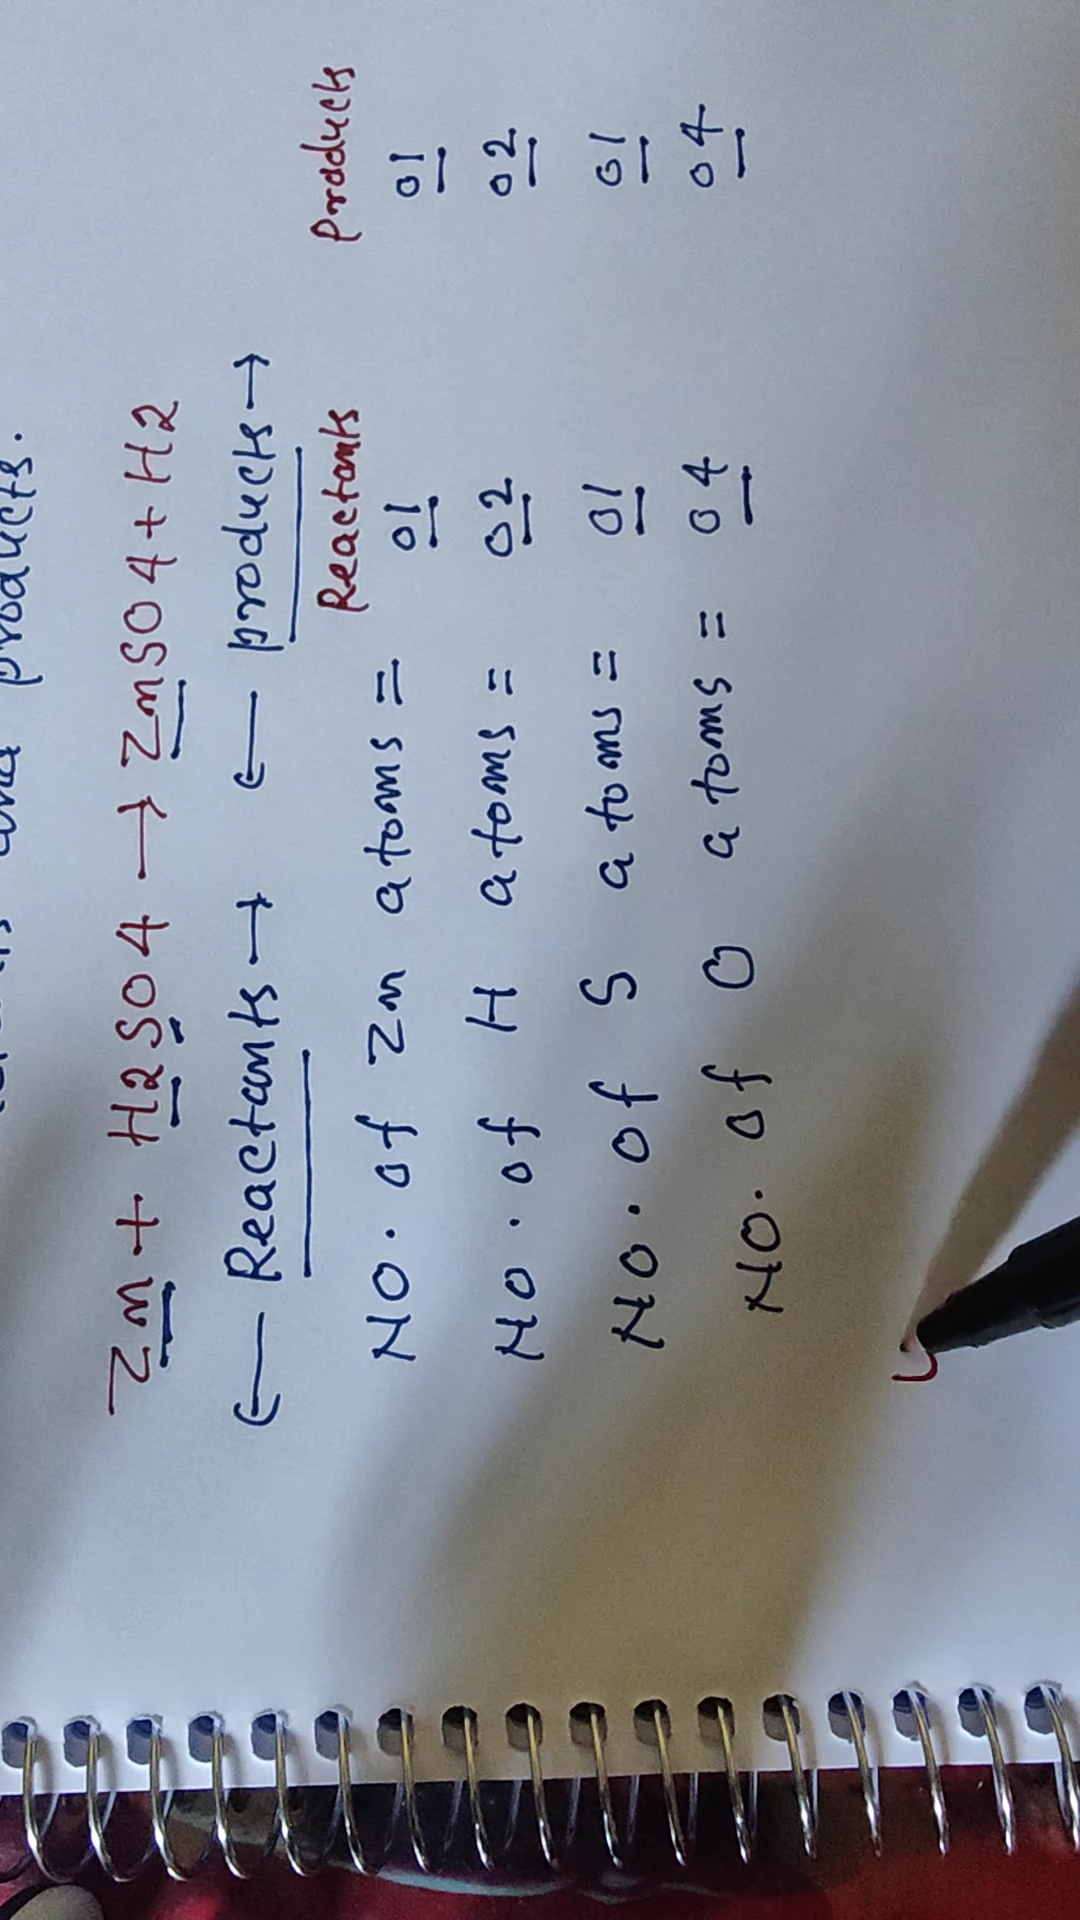 and products.
Zn + H2SO4 → ZnSO4 + H2
← Reactants → ← products →
Reactants products
NO. of Zn atoms = 01 01
NO. of H atoms = 02 02
NO. of S atoms = 01 01
NO. of O atoms = 04 04